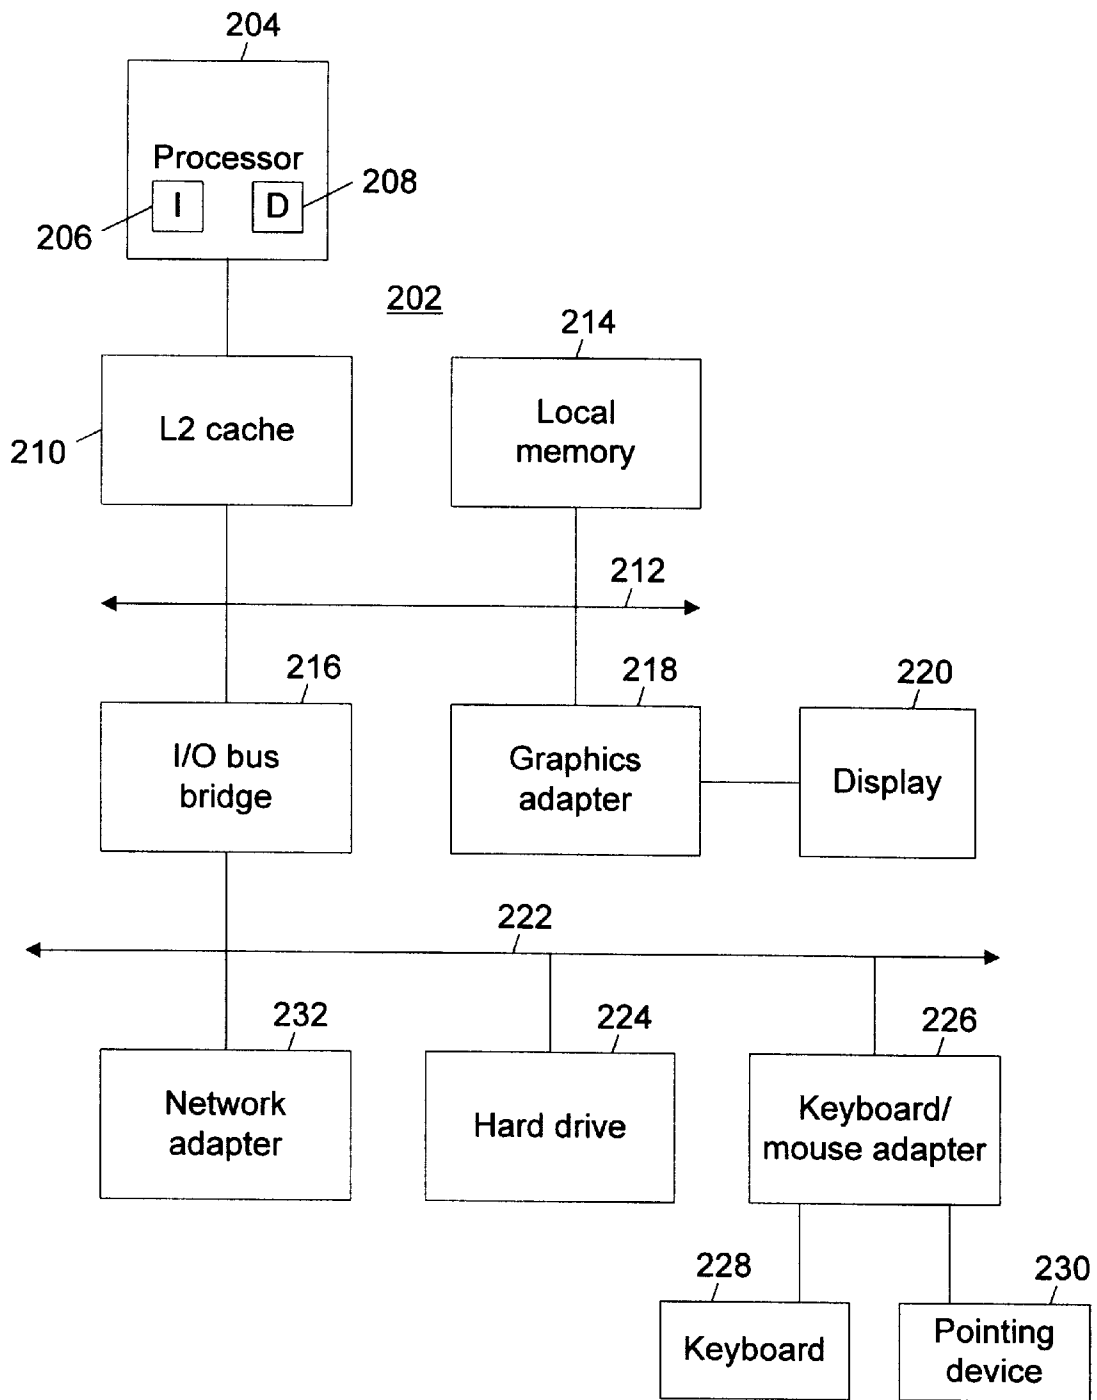 204
Processor
I
D
208
206
202
214
L2 cache
Local
memory
210
212
216
218
220
I/O bus
bridge
Graphics
adapter
Display
222
232
224
226
Network
adapter
Hard drive
Keyboard/
mouse adapter
228
230
Keyboard
Pointing
device